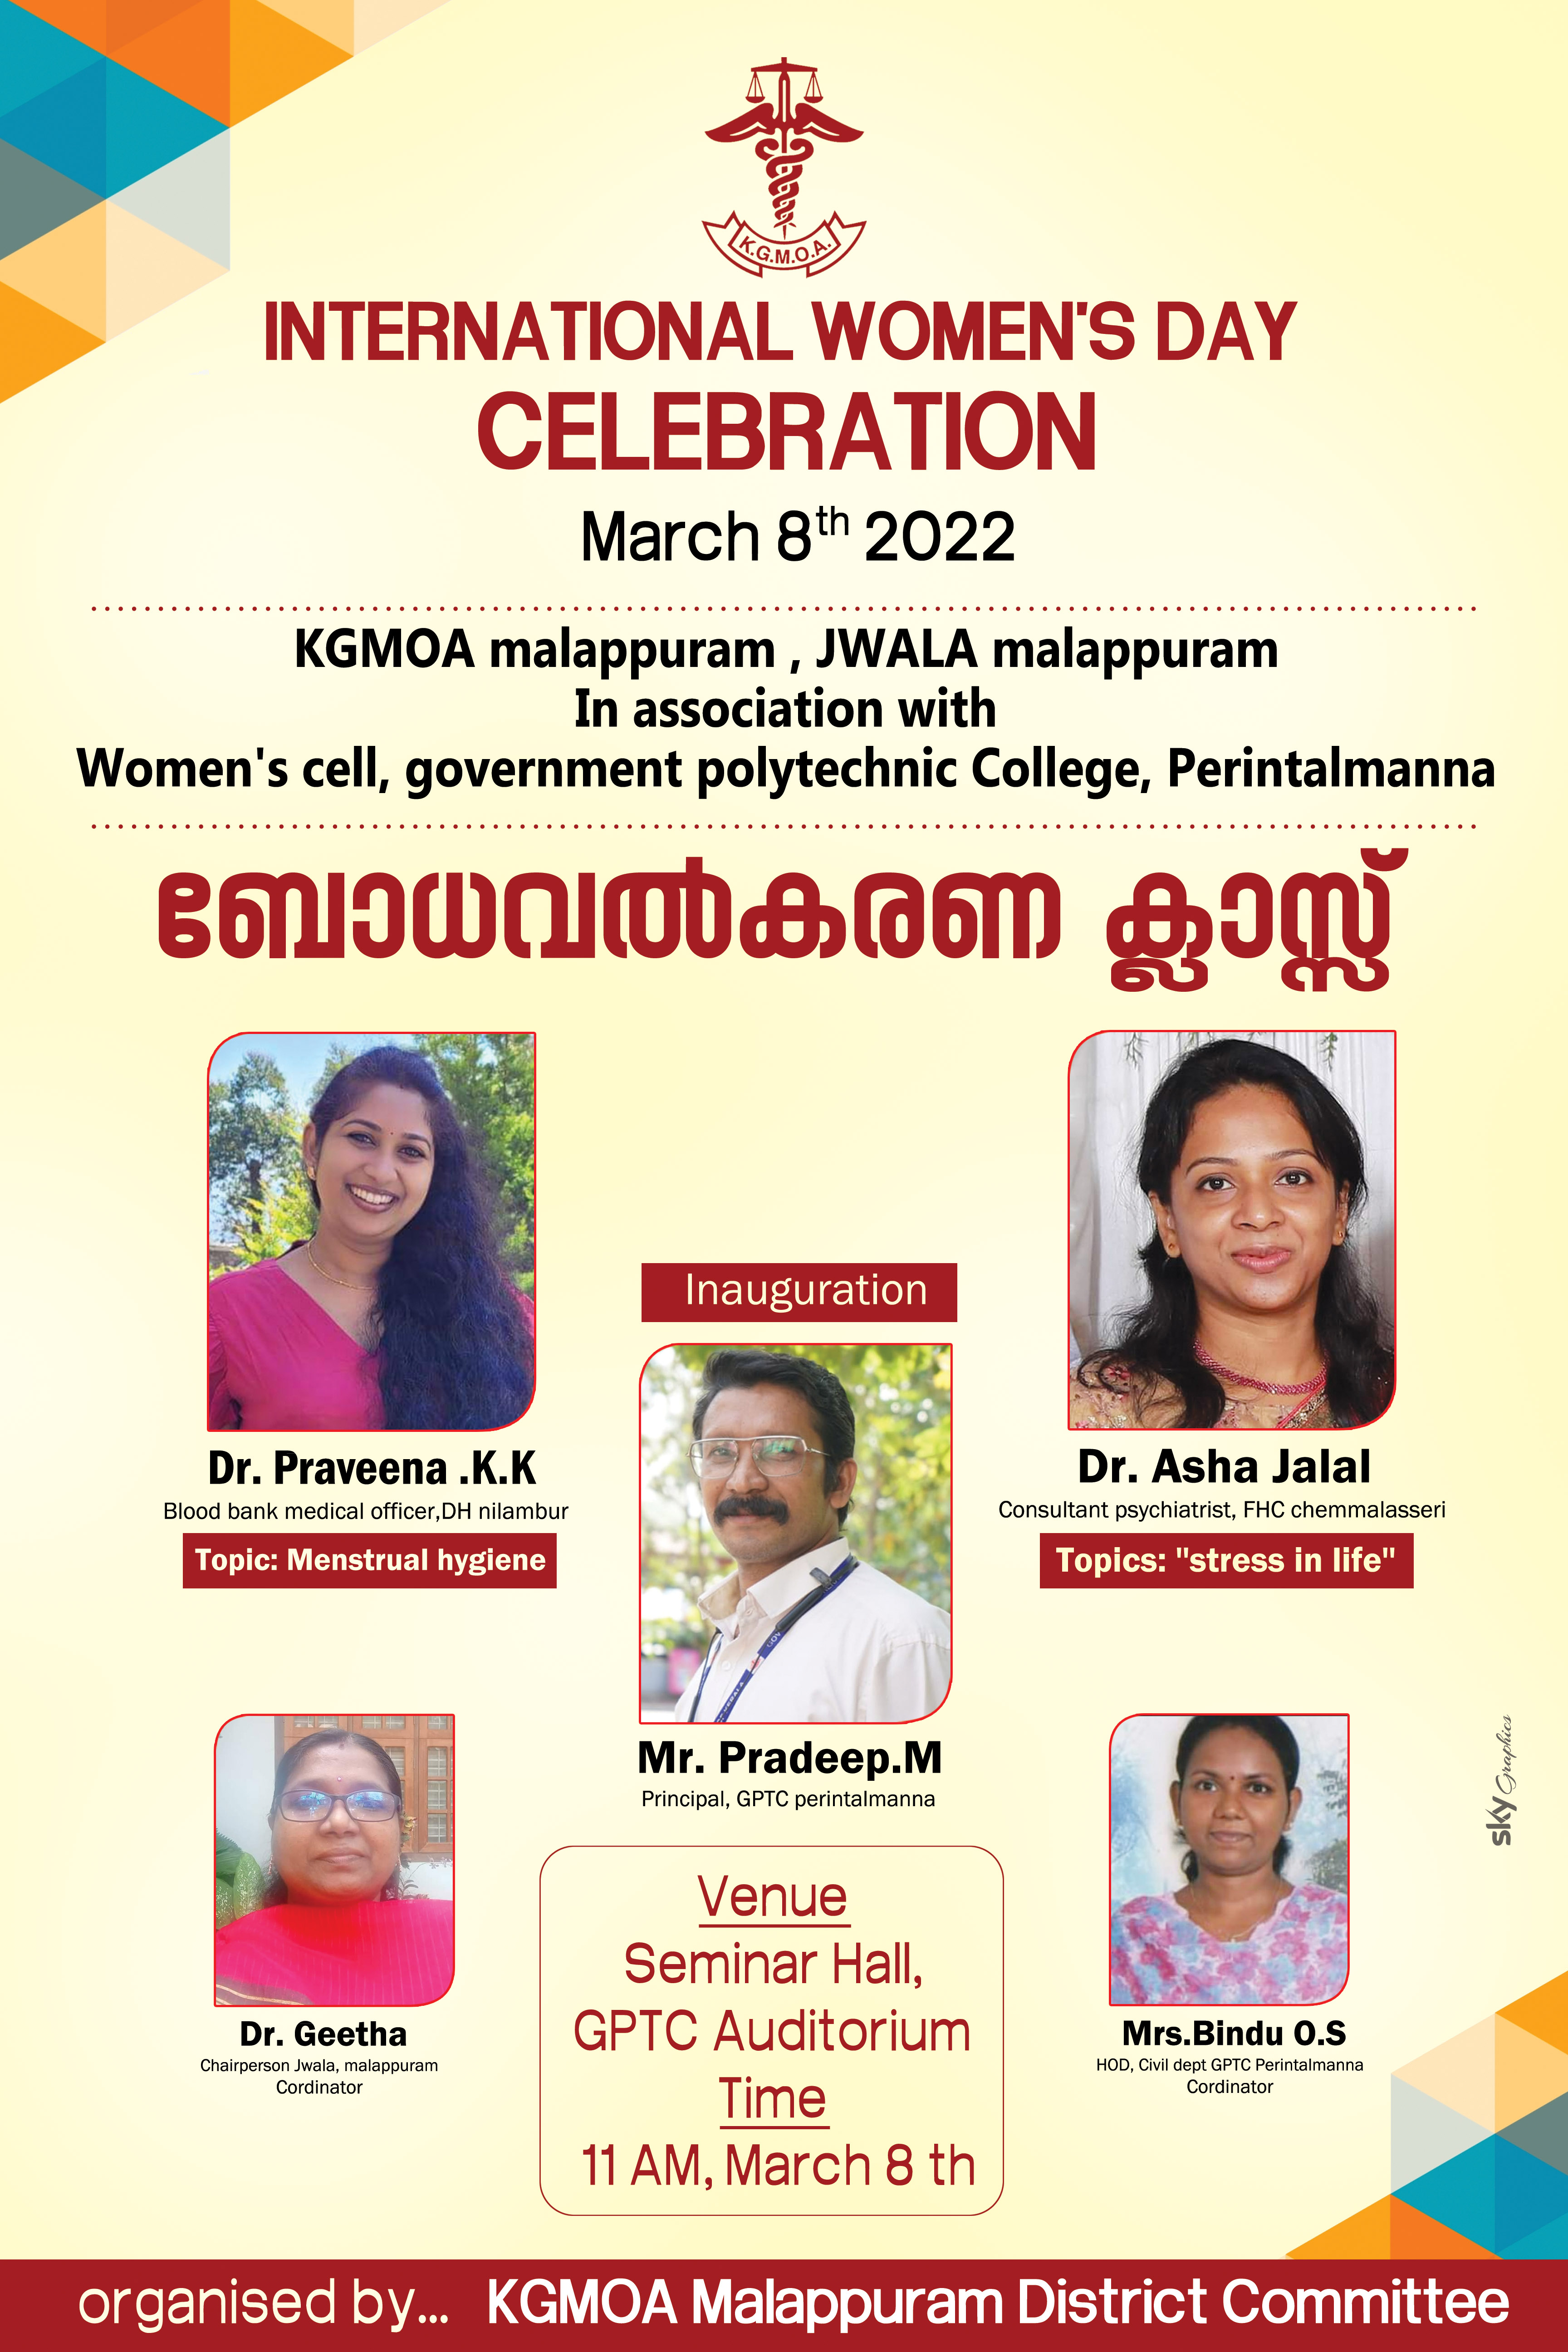 K.G.M.O.A.
INTERNATIONAL WOMEN'S DAY
CELEBRATION
March 8th 2022
KGMOA malappuram , JWALA malappuram
In association with
Women's cell, government polytechnic College, Perintalmanna
ബോധവൽകരണ ക്ലാസ്സ്
Dr. Praveena .K.K
Blood bank medical officer,DH nilambur
Topic: Menstrual hygiene
Dr. Asha Jalal
Consultant psychiatrist, FHC chemmalasseri
Topics: "stress in life"
Inauguration
Mr. Pradeep.M
Principal, GPTC perintalmanna
Dr. Geetha
Chairperson Jwala, malappuram
Cordinator
Mrs.Bindu O.S
HOD, Civil dept GPTC Perintalmanna
Cordinator
Venue
Seminar Hall,
GPTC Auditorium
Time
11 AM, March 8 th
sky Graphics
organised by... KGMOA Malappuram District Committee